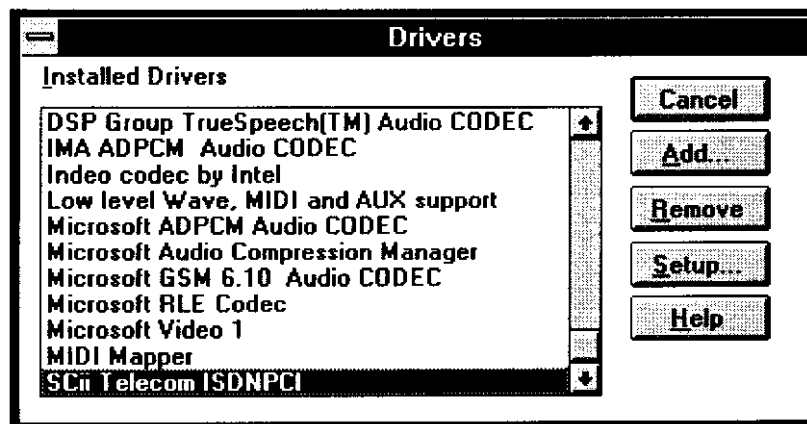 Drivers
Installed Drivers
DSP Group TrueSpeech(TM) Audio CODEC
IMA ADPCM  Audio CODEC
Indeo codec by Intel
Low level Wave, MIDI and AUX support
Microsoft ADPCM Audio CODEC
Microsoft Audio Compression Manager
Microsoft GSM 6.10  Audio CODEC
Microsoft RLE Codec
Microsoft Video 1
MIDI Mapper
SCii Telecom ISDNPCI
Cancel
Add...
Remove
Setup...
Help